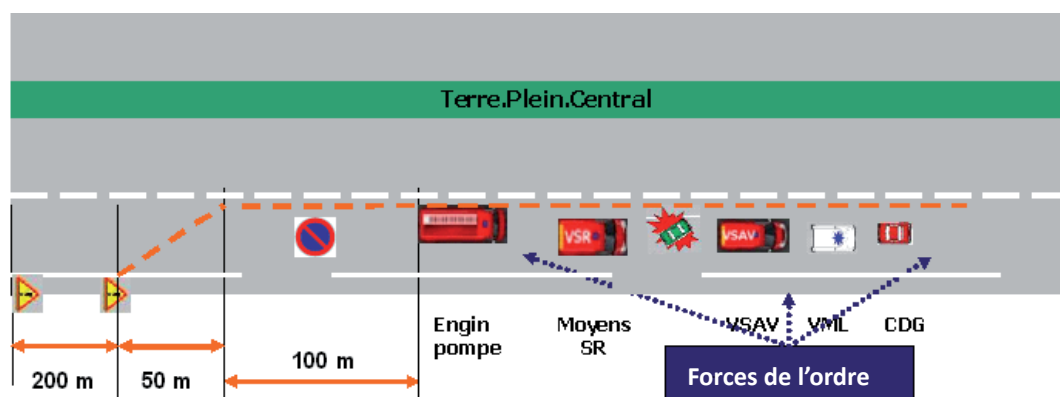 Terre.Plein.Central
VSR
VSAV
Engin
pompe
Moyens
SR
VSAV
VML
CDG
200 m
50 m
100 m
Forces de l’ordre